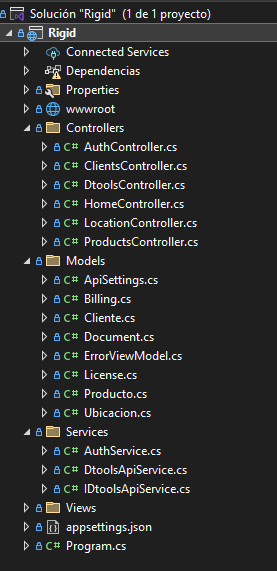 Solución "Rigid" (1 de 1 proyecto)
Rigid
Connected Services
Dependencias
Properties
wwwroot
Controllers
C# AuthController.cs
C# ClientsController.cs
C# DtoolsController.cs
C# HomeController.cs
C# LocationController.cs
C# ProductsController.cs
Models
C# ApiSettings.cs
C# Billing.cs
C# Cliente.cs
C# Document.cs
C# ErrorViewModel.cs
C# License.cs
C# Producto.cs
C# Ubicacion.cs
Services
C# AuthService.cs
C# DtoolsApiService.cs
C# IDtoolsApiService.cs
Views
appsettings.json
C# Program.cs